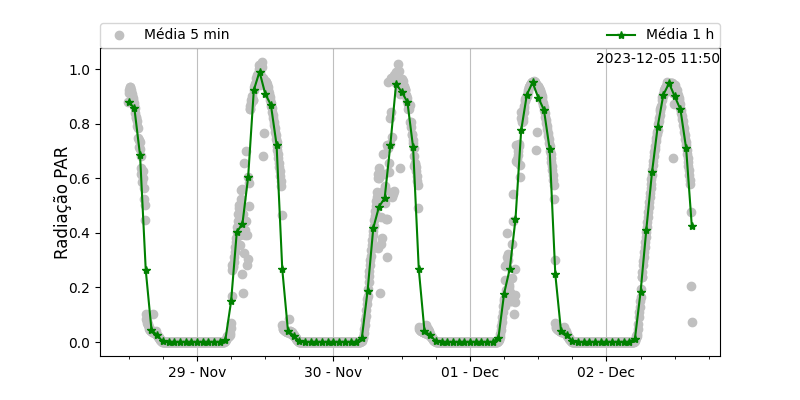 Média 5 min
Média 1 h
2023-12-05 11:50
Radiação PAR
1.0
0.8
0.6
0.4
0.2
0.0
29 - Nov
30 - Nov
01 - Dec
02 - Dec